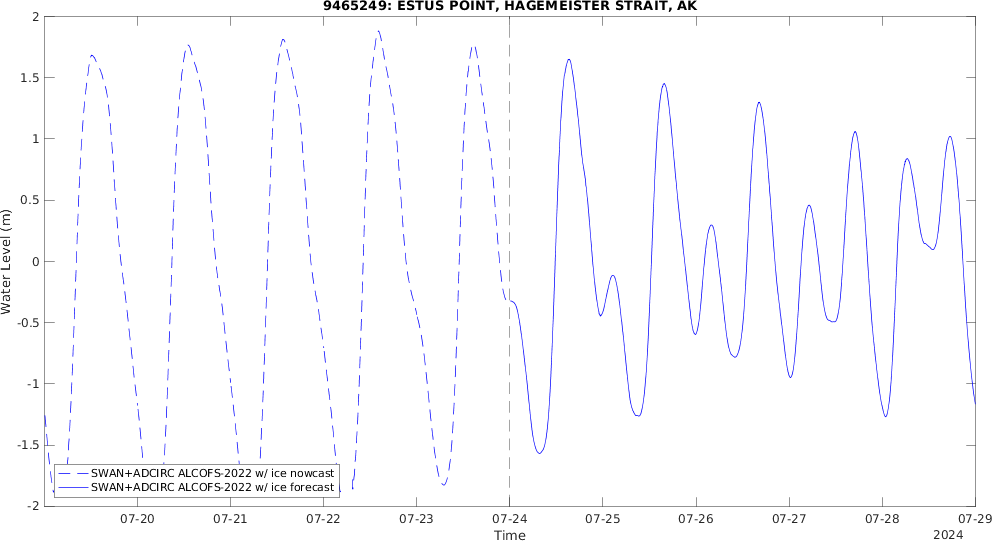 9465249: ESTUS POINT, HAGEMEISTER STRAIT, AK
2
1.5
1
0.5
0
-0.5
-1
-1.5
-2
Water Level (m)
SWAN+ADCIRC ALCOFS-2022 w/ ice nowcast
SWAN+ADCIRC ALCOFS-2022 w/ ice forecast
07-20 07-21 07-22 07-23 07-24 07-25 07-26 07-27 07-28 07-29
Time
2024